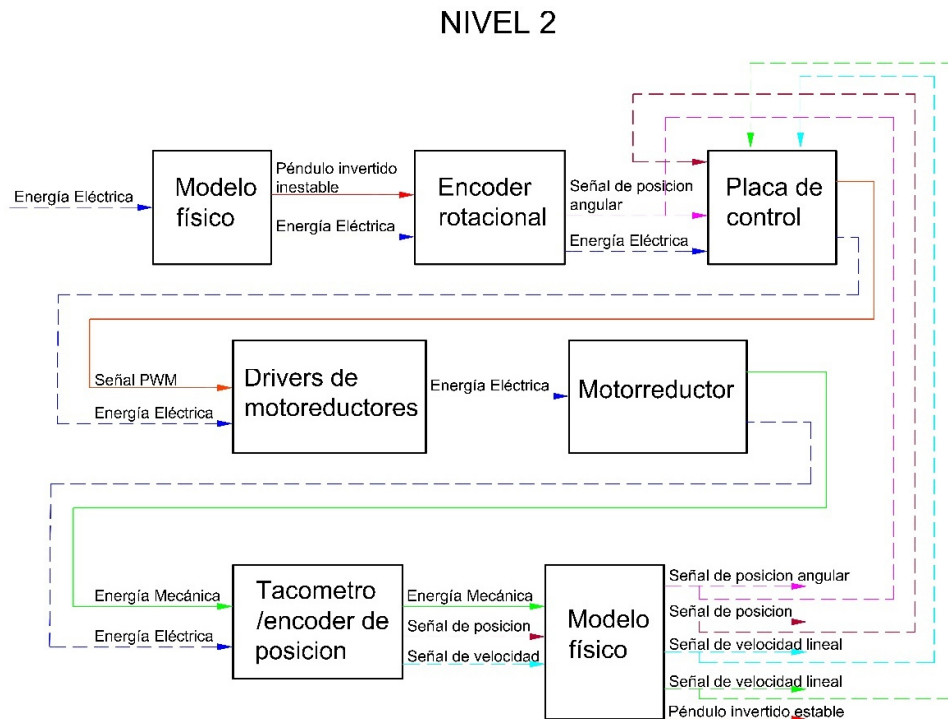 NIVEL 2
Energía Eléctrica
Modelo
físico
Péndulo invertido
inestable
Energía Eléctrica
Encoder
rotacional
Señal de posicion
angular
Energía Eléctrica
Placa de
control
Señal PWM
Energía Eléctrica
Drivers de
motoreductores
Energía Eléctrica
Motorreductor
Energía Mecánica
Energía Eléctrica
Tacometro
/encoder de
posicion
Energía Mecánica
Señal de posicion
Señal de velocidad
Modelo
físico
Señal de posicion angular
Señal de posicion
Señal de velocidad lineal
Señal de velocidad lineal
Péndulo invertido estable